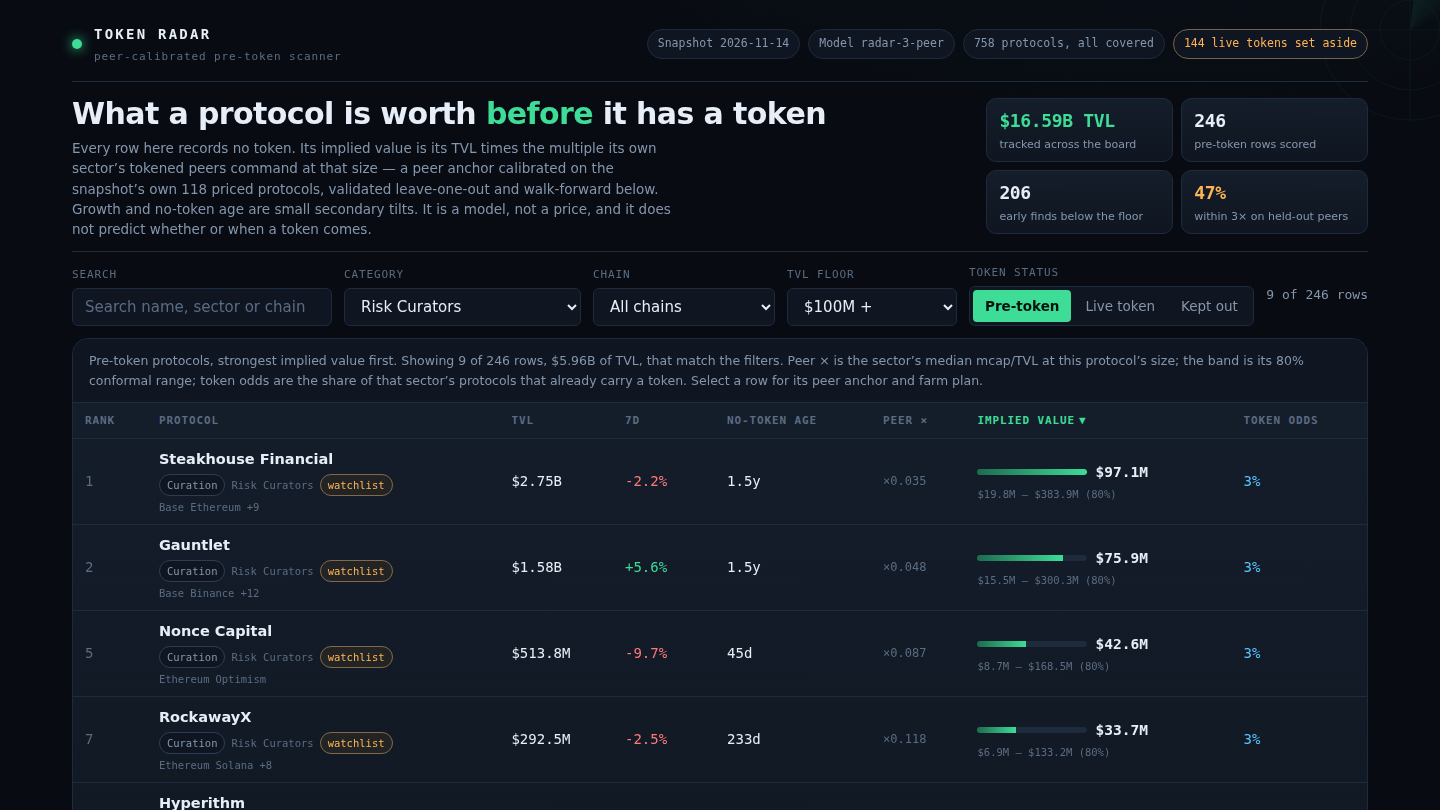 TOKEN RADAR
peer-calibrated pre-token scanner
Snapshot 2026-11-14
Model radar-3-peer
758 protocols, all covered
144 live tokens set aside
What a protocol is worth before it has a token
Every row here records no token. Its implied value is its TVL times the multiple its own
sector’s tokened peers command at that size — a peer anchor calibrated on the
snapshot’s own 118 priced protocols, validated leave-one-out and walk-forward below.
Growth and no-token age are small secondary tilts. It is a model, not a price, and it does
not predict whether or when a token comes.
$16.59B TVL
tracked across the board
246
pre-token rows scored
206
early finds below the floor
47%
within 3× on held-out peers
SEARCH
Search name, sector or chain
CATEGORY
Risk Curators
CHAIN
All chains
TVL FLOOR
$100M +
TOKEN STATUS
Pre-token
Live token
Kept out
9 of 246 rows
Pre-token protocols, strongest implied value first. Showing 9 of 246 rows, $5.96B of TVL, that match the filters. Peer × is the sector’s median mcap/TVL at this protocol’s size; the band is its 80%
conformal range; token odds are the share of that sector’s protocols that already carry a token. Select a row for its peer anchor and farm plan.
RANK PROTOCOL TVL 7D NO-TOKEN AGE PEER × IMPLIED VALUE ▼ TOKEN ODDS
1
Steakhouse Financial
Curation Risk Curators watchlist
Base Ethereum +9
$2.75B
-2.2%
1.5y
×0.035
$97.1M
$19.8M — $383.9M (80%)
3%
2
Gauntlet
Curation Risk Curators watchlist
Base Binance +12
$1.58B
+5.6%
1.5y
×0.048
$75.9M
$15.5M — $300.3M (80%)
3%
5
Nonce Capital
Curation Risk Curators watchlist
Ethereum Optimism
$513.8M
-9.7%
45d
×0.087
$42.6M
$8.7M — $168.5M (80%)
3%
7
RockawayX
Curation Risk Curators watchlist
Ethereum Solana +8
$292.5M
-2.5%
233d
×0.118
$33.7M
$6.9M — $133.2M (80%)
3%
Hyperithm